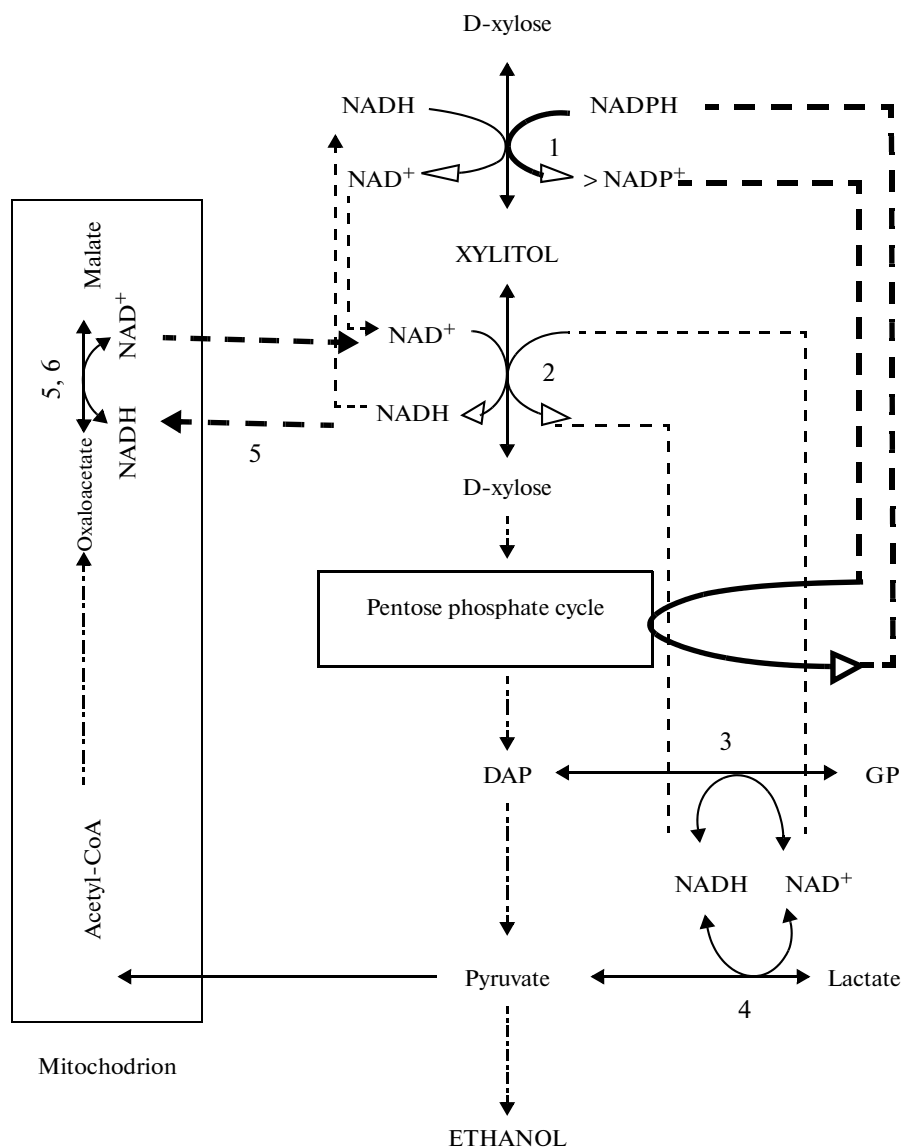 D-xylose
NADH
NADPH
1
NAD+
> NADP+
XYLITOL
Malate
NAD+
NAD+
2
5, 6
NADH
NADH
5
Oxaloacetate
D-xylose
Pentose phosphate cycle
3
DAP
GP
Acetyl-CoA
NADH
NAD+
Pyruvate
Lactate
4
Mitochodrion
ETHANOL